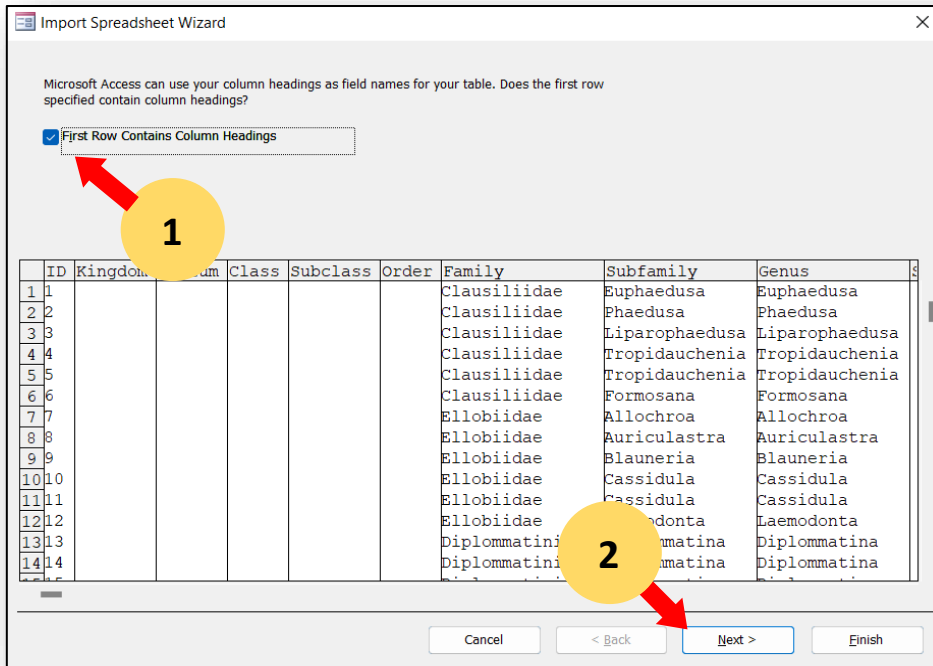 Import Spreadsheet Wizard
Microsoft Access can use your column headings as field names for your table. Does the first row
specified contain column headings?
First Row Contains Column Headings
1
ID Kingdom Class Subclass Order Family Subfamily Genus
1 1 Clausiliidae Euphaedusa Euphaedusa
2 2 Clausiliidae Phaedusa Phaedusa
3 3 Clausiliidae Liparophaedusa Liparophaedusa
4 4 Clausiliidae Tropidauchenia Tropidauchenia
5 5 Clausiliidae Tropidauchenia Tropidauchenia
6 6 Clausiliidae Formosana Formosana
7 7 Ellobiidae Allochroa Allochroa
8 8 Ellobiidae Auriculastra Auriculastra
9 9 Ellobiidae Blauneria Blauneria
10 10 Ellobiidae Cassidula Cassidula
11 11 Ellobiidae Cassidula Cassidula
12 12 Ellobiidae Laemodonta
13 13 Diplommatini Diplommatina
14 14 Diplommatini Diplommatina
2
Cancel < Back Next > Finish